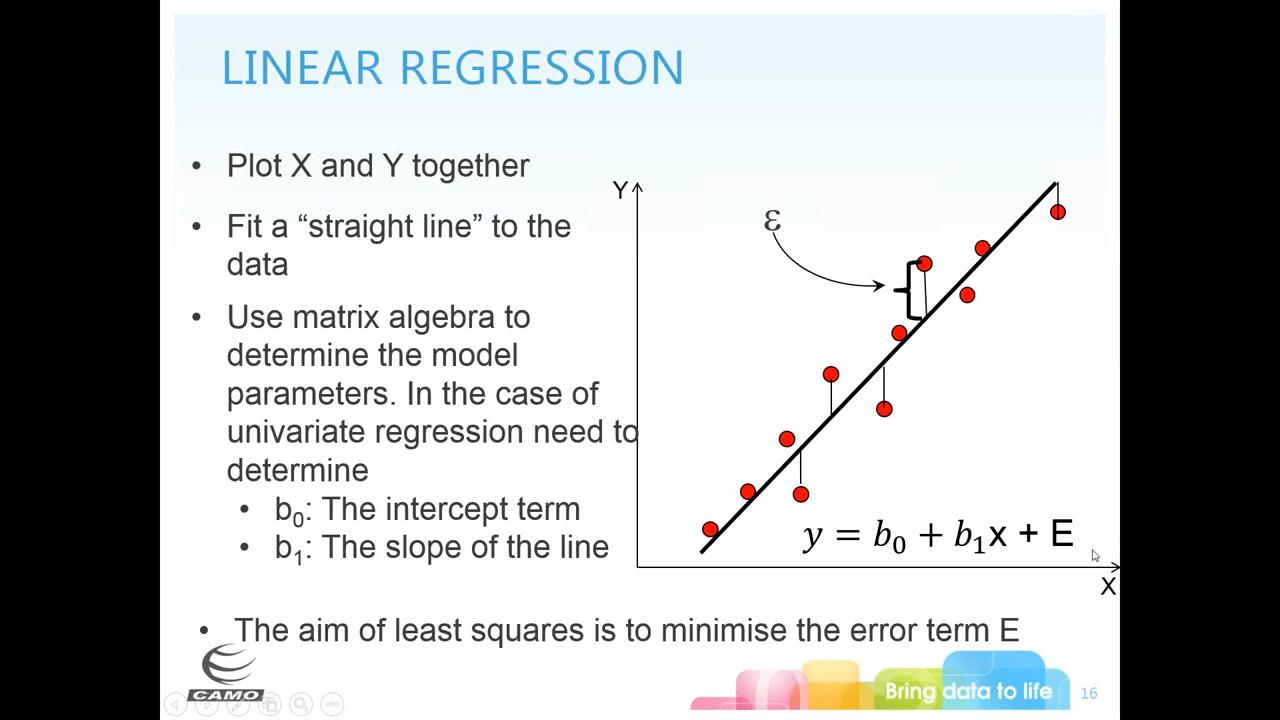 LINEAR REGRESSION
• Plot X and Y together
• Fit a “straight line” to the
data
• Use matrix algebra to
determine the model
parameters. In the case of
univariate regression need to
determine
• b₀: The intercept term
• b₁: The slope of the line
Y
ε
y = b₀ + b₁x + E
X
• The aim of least squares is to minimise the error term E
CAMO
Bring data to life
16